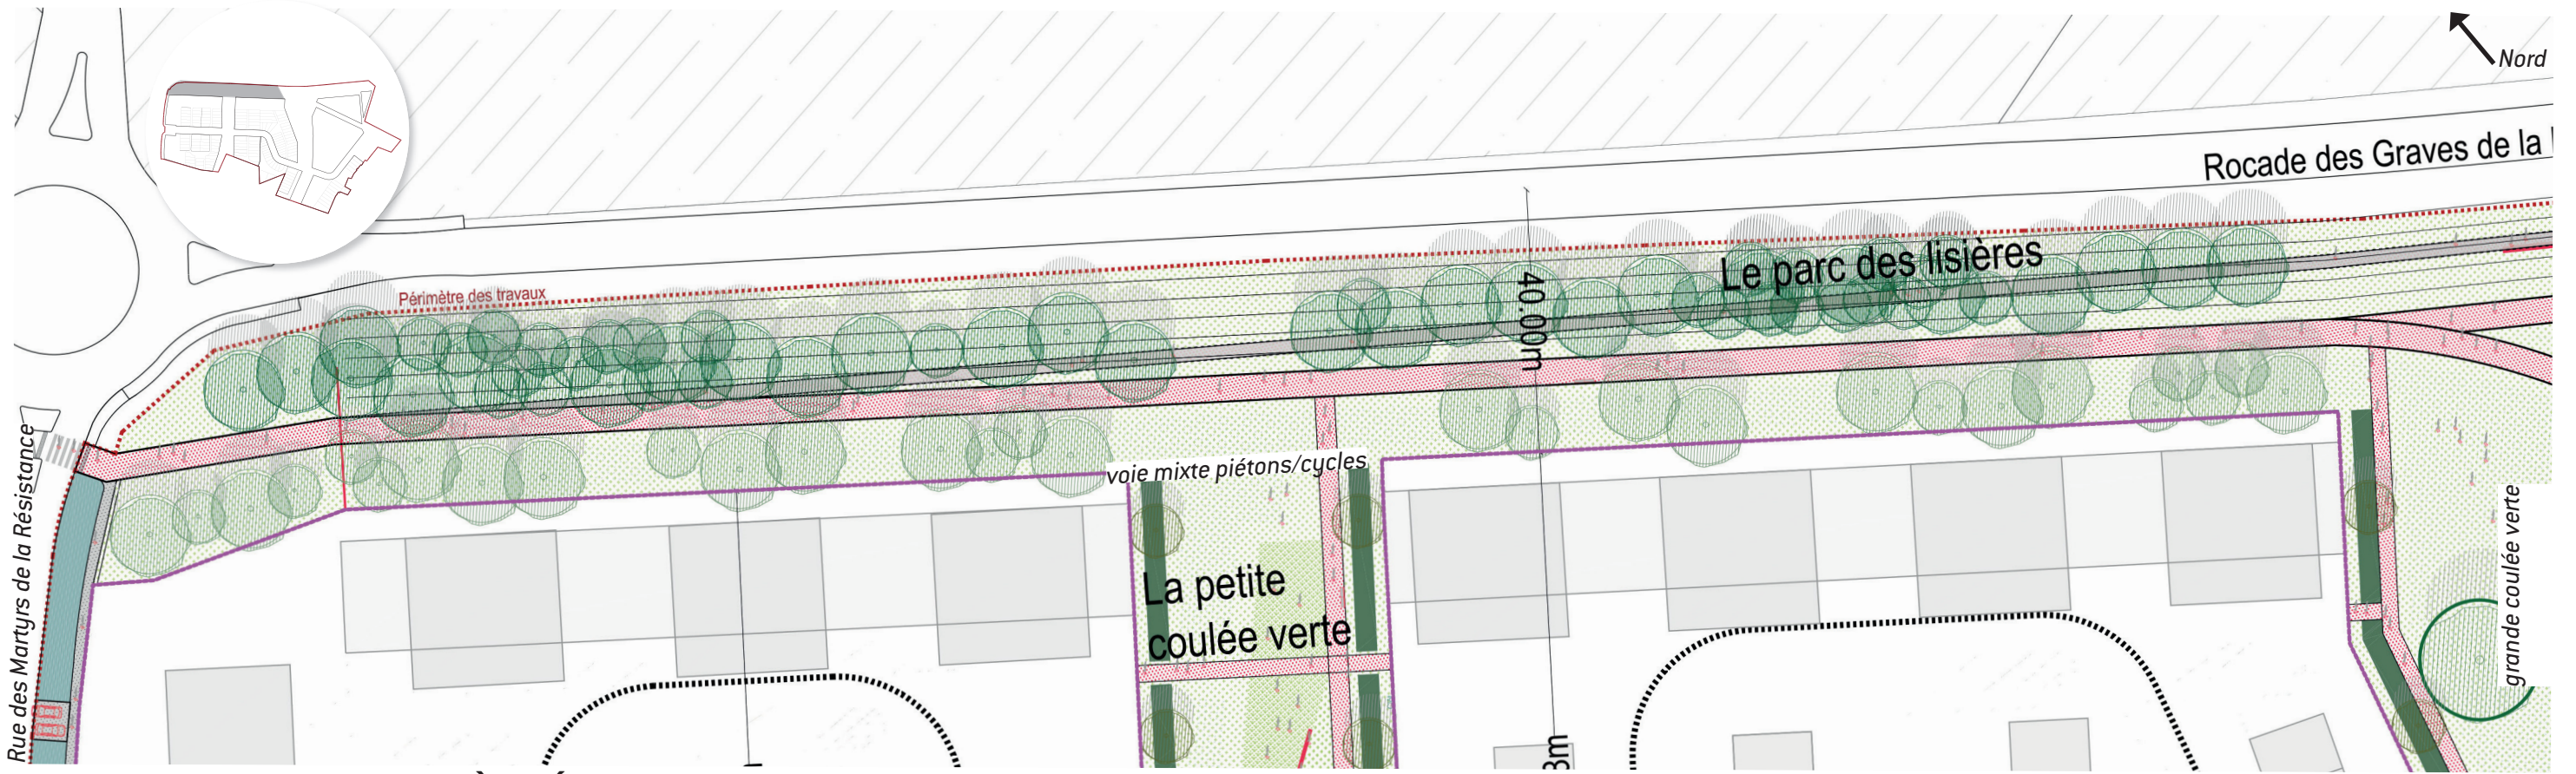 Nord
Rocade des Graves de la
Le parc des lisières
Périmètre des travaux
40.00m
voie mixte piétons/cycles
Rue des Martyrs de la Résistance
La petite
coulée verte
grande coulée verte